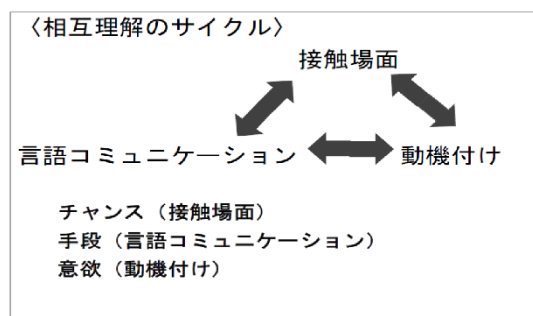 〈相互理解のサイクル〉
接触場面
言語コミュニケーション
動機付け
チャンス（接触場面）
手段（言語コミュニケーション）
意欲（動機付け）